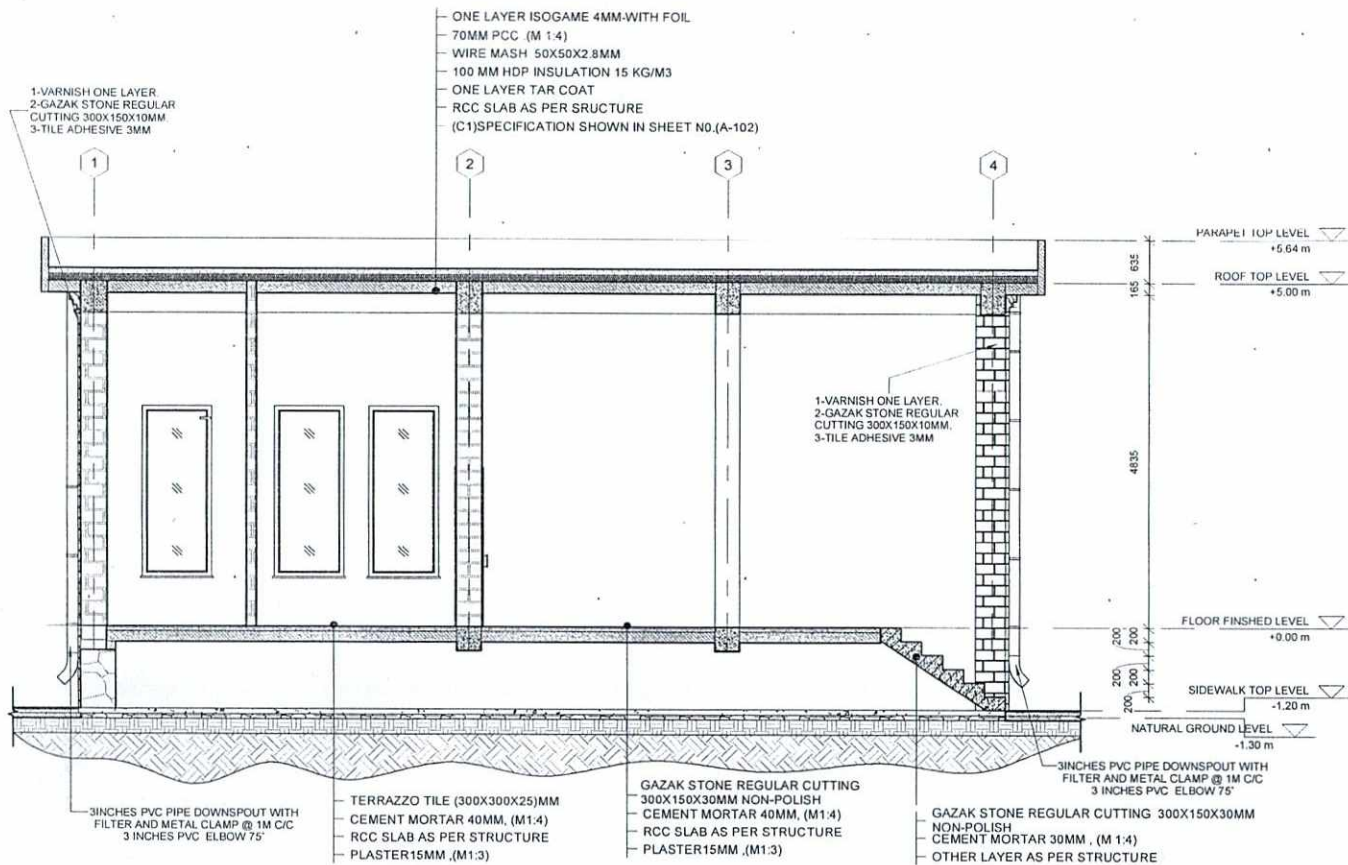 ONE LAYER ISOGAME 4MM-WITH FOIL
70MM PCC .(M 1:4)
WIRE MASH 50X50X2.8MM
100 MM HDP INSULATION 15 KG/M3
ONE LAYER TAR COAT
RCC SLAB AS PER SRUCTURE
(C1)SPECIFICATION SHOWN IN SHEET N0.(A-102)
1-VARNISH ONE LAYER.
2-GAZAK STONE REGULAR
CUTTING 300X150X10MM.
3-TILE ADHESIVE 3MM
1
2
3
4
PARAPET TOP LEVEL
+5.64 m
635
ROOF TOP LEVEL
+5.00 m
165
1-VARNISH ONE LAYER.
2-GAZAK STONE REGULAR
CUTTING 300X150X10MM.
3-TILE ADHESIVE 3MM
4835
FLOOR FINSHED LEVEL
+0.00 m
200 200
200 200
200
SIDEWALK TOP LEVEL
-1.20 m
NATURAL GROUND LEVEL
-1.30 m
3INCHES PVC PIPE DOWNSPOUT WITH
FILTER AND METAL CLAMP @ 1M C/C
3 INCHES PVC ELBOW 75°
3INCHES PVC PIPE DOWNSPOUT WITH
FILTER AND METAL CLAMP @ 1M C/C
3 INCHES PVC ELBOW 75°
TERRAZZO TILE (300X300X25)MM
CEMENT MORTAR 40MM, (M1:4)
RCC SLAB AS PER STRUCTURE
PLASTER15MM ,(M1:3)
GAZAK STONE REGULAR CUTTING
300X150X30MM NON-POLISH
CEMENT MORTAR 40MM, (M1:4)
RCC SLAB AS PER STRUCTURE
PLASTER15MM ,(M1:3)
GAZAK STONE REGULAR CUTTING 300X150X30MM
NON-POLISH
CEMENT MORTAR 30MM , (M 1:4)
OTHER LAYER AS PER STRUCTURE